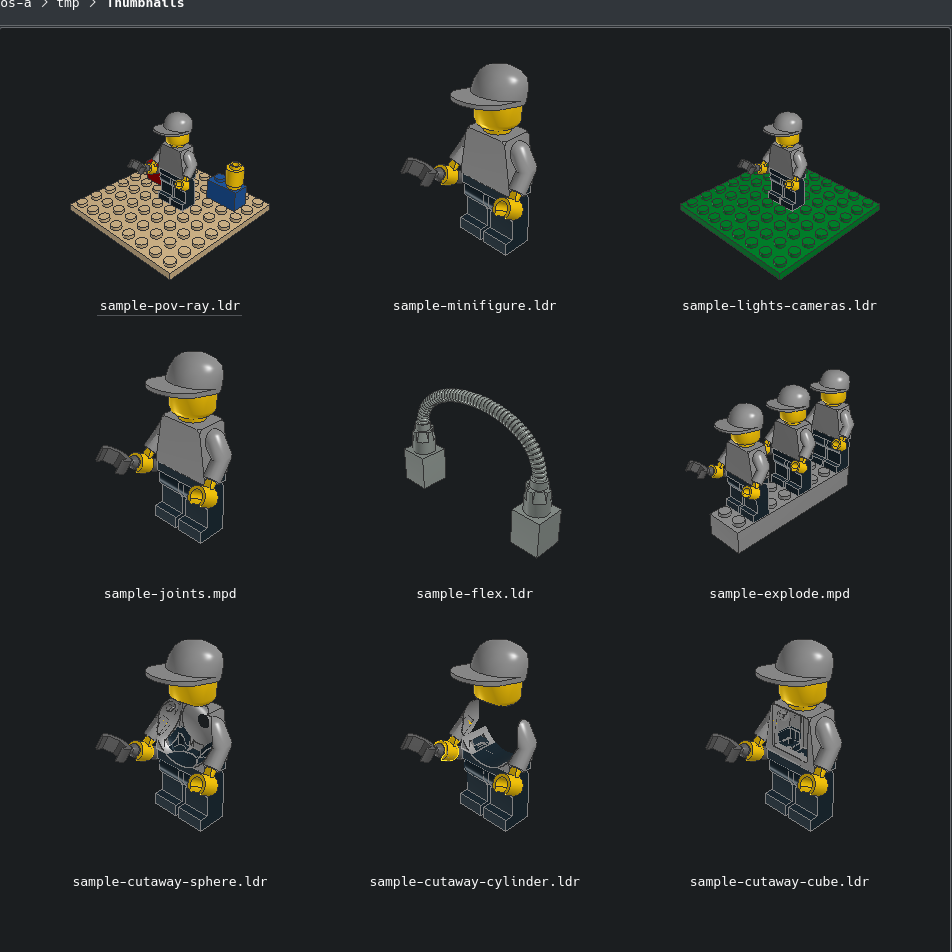 os-a > tmp > Thumbnails
sample-pov-ray.ldr
sample-minifigure.ldr
sample-lights-cameras.ldr
sample-joints.mpd
sample-flex.ldr
sample-explode.mpd
sample-cutaway-sphere.ldr
sample-cutaway-cylinder.ldr
sample-cutaway-cube.ldr